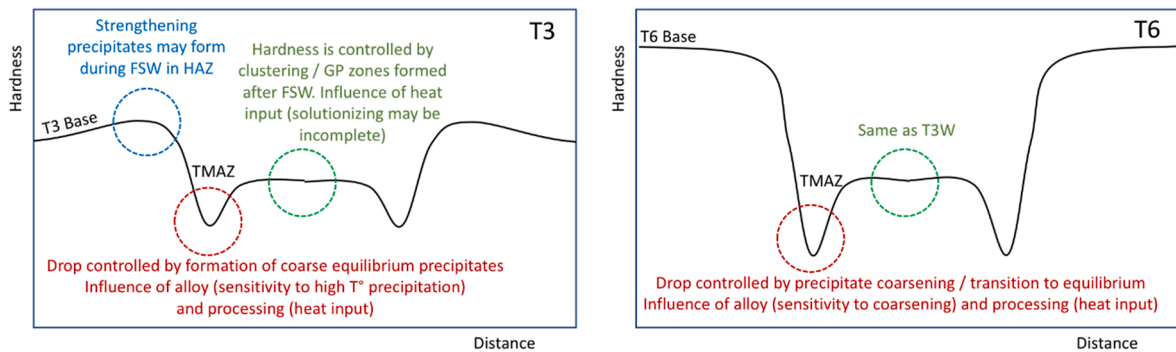 T3
Hardness
Strengthening
precipitates may form
during FSW in HAZ
Hardness is controlled by
clustering / GP zones formed
after FSW. Influence of heat
input (solutionizing may be
incomplete)
T3 Base
TMAZ
Drop controlled by formation of coarse equilibrium precipitates
Influence of alloy (sensitivity to high T° precipitation)
and processing (heat input)
Distance
T6
Hardness
T6 Base
Same as T3W
TMAZ
Drop controlled by precipitate coarsening / transition to equilibrium
Influence of alloy (sensitivity to coarsening) and processing (heat input)
Distance